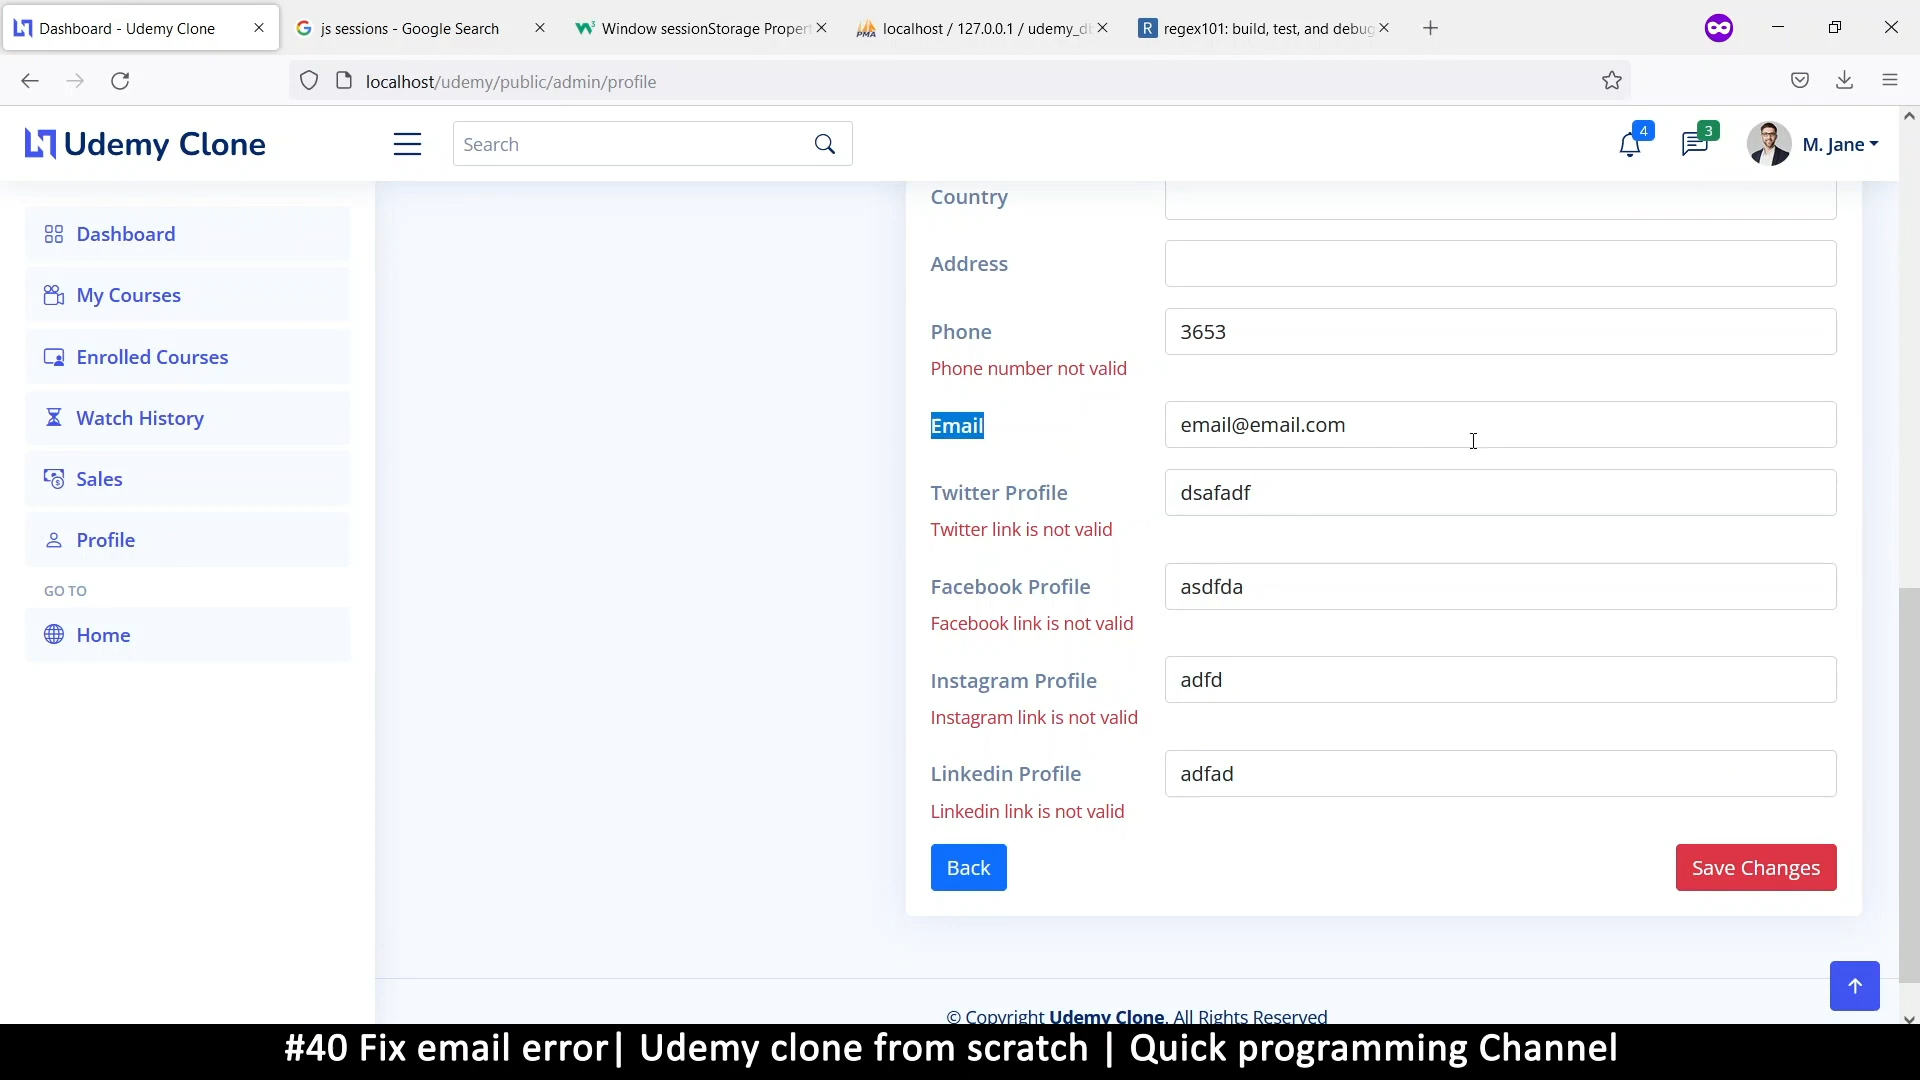 Dashboard - Udemy Clone
js sessions - Google Search
Window sessionStorage Propert
localhost / 127.0.0.1 / udemy_db
regex101: build, test, and debug
localhost/udemy/public/admin/profile
Udemy Clone
Search
4
3
M. Jane
Dashboard
My Courses
Enrolled Courses
Watch History
Sales
Profile
GO TO
Home
Country
Address
Phone
3653
Phone number not valid
Email
email@email.com
Twitter Profile
dsafadf
Twitter link is not valid
Facebook Profile
asdfda
Facebook link is not valid
Instagram Profile
adfd
Instagram link is not valid
Linkedin Profile
adfad
Linkedin link is not valid
Back
Save Changes
© Copyright Udemy Clone. All Rights Reserved
#40 Fix email error| Udemy clone from scratch | Quick programming Channel